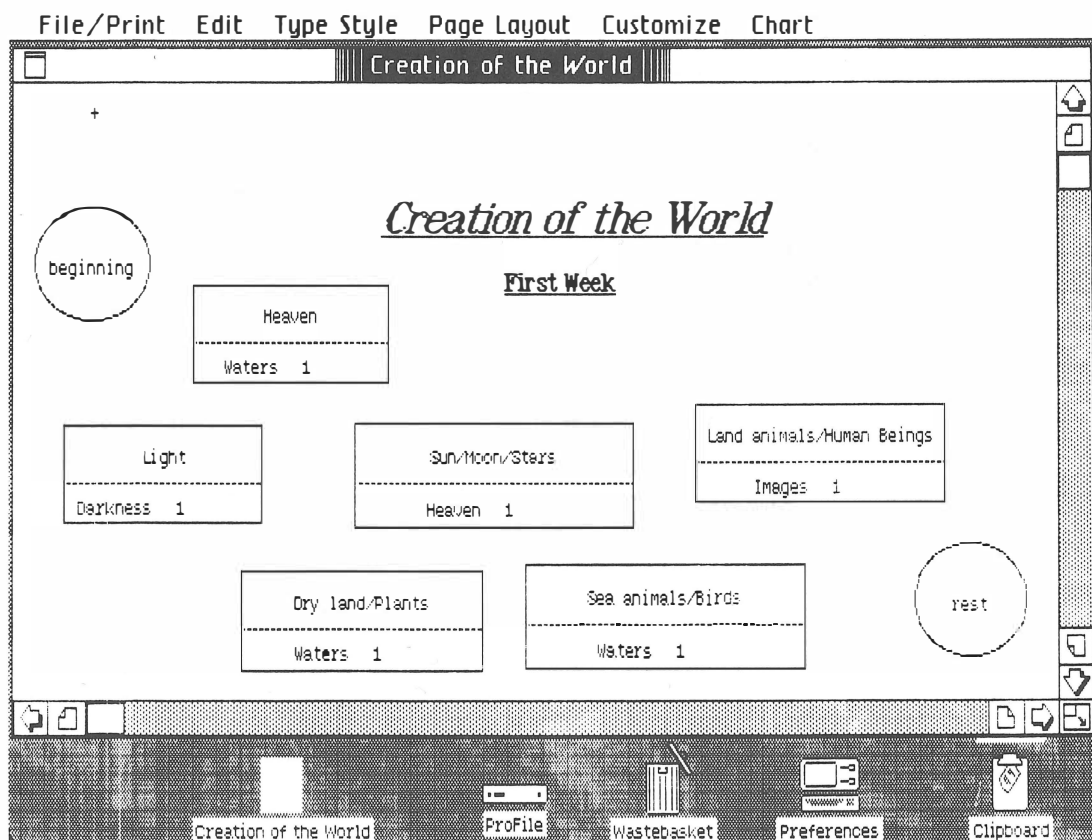 File/Print Edit Type Style Page Layout Customize Chart
Creation of the World
Creation of the World
First Week
beginning
Heaven
Waters 1
Light
Darkness 1
Sun/Moon/Stars
Heaven 1
Land animals/Human Beings
Images 1
Dry land/Plants
Waters 1
Sea animals/Birds
Waters 1
rest
Creation of the World ProFile Wastebasket Preferences Clipboard